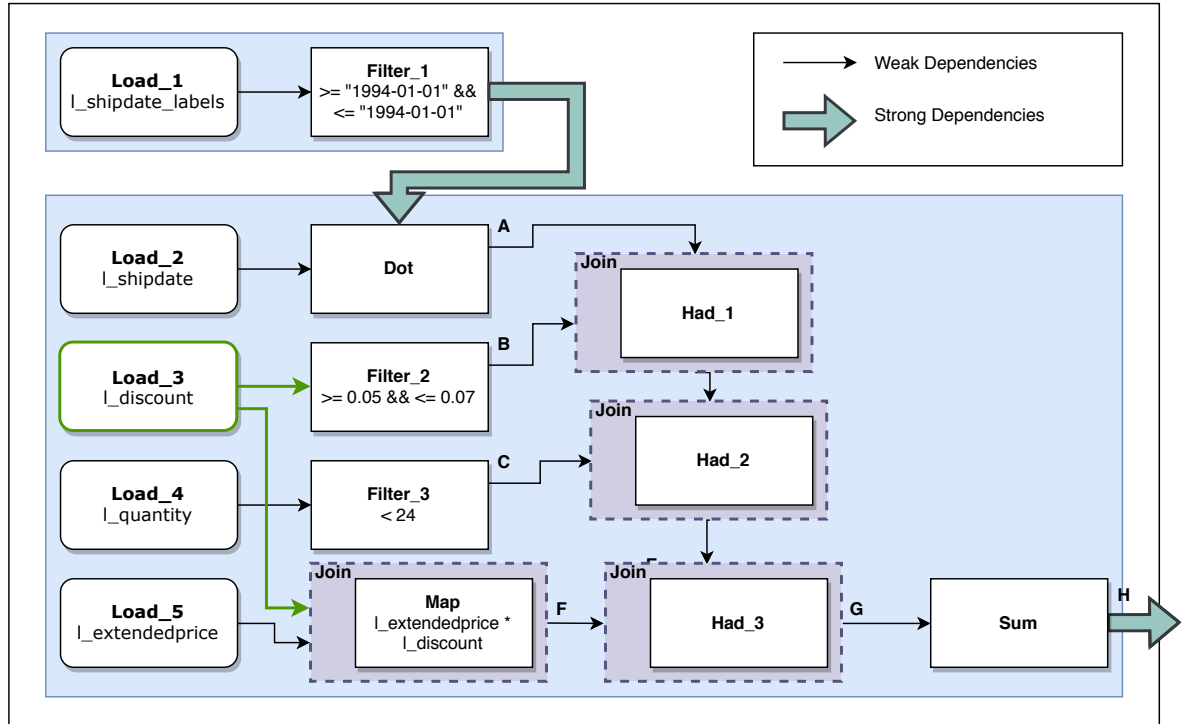 Load_1
l_shipdate_labels
Filter_1
>= "1994-01-01" &&
<= "1994-01-01"
Weak Dependencies
Strong Dependencies
Load_2
l_shipdate
Dot
A
Join
Had_1
Load_3
l_discount
Filter_2
>= 0.05 && <= 0.07
B
Join
Had_2
Load_4
l_quantity
Filter_3
< 24
C
Load_5
l_extendedprice
Join
Map
l_extendedprice *
l_discount
F
Join
Had_3
G
Sum
H